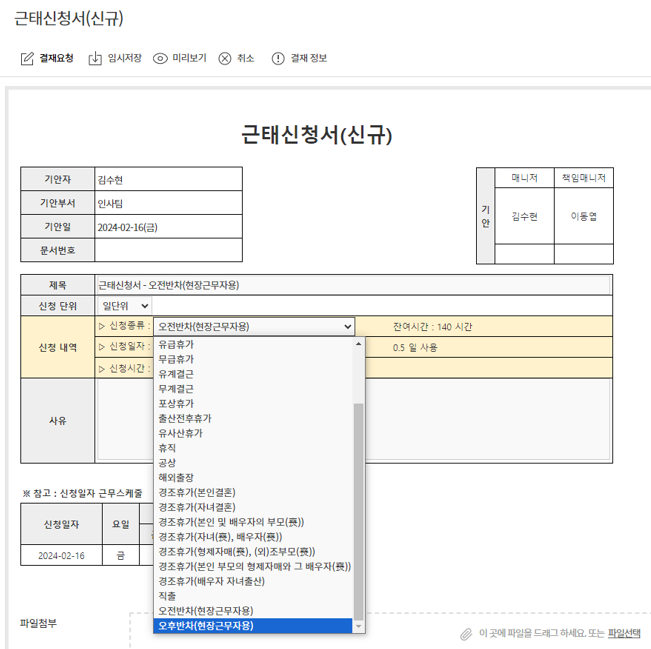 근태신청서(신규)
결재요청 임시저장 미리보기 취소 결재 정보
근태신청서(신규)
기안자 김수현
기안부서 인사팀
기안일 2024-02-16(금)
문서번호
기안
매니저 책임매니저
김수현 이동엽
제목 근태신청서 - 오전반차(현장근무자용)
신청 단위 일단위
신청 내역
▷ 신청종류 : 오전반차(현장근무자용) 잔여시간 : 140 시간
▷ 신청일자 : 0.5 일 사용
▷ 신청시간 :
유급휴가
무급휴가
유계결근
무계결근
포상휴가
출산전후휴가
유사산휴가
휴직
공상
해외출장
경조휴가(본인결혼)
경조휴가(자녀결혼)
경조휴가(본인 및 배우자의 부모(喪))
경조휴가(자녀(喪), 배우자(喪))
경조휴가(형제자매(喪), (외)조부모(喪))
경조휴가(본인 부모의 형제자매와 그 배우자(喪))
경조휴가(배우자 자녀출산)
직출
오전반차(현장근무자용)
오후반차(현장근무자용)
사유
※ 참고 : 신청일자 근무스케줄
신청일자 요일
2024-02-16 금
파일첨부
이 곳에 파일을 드래그 하세요. 또는 파일선택